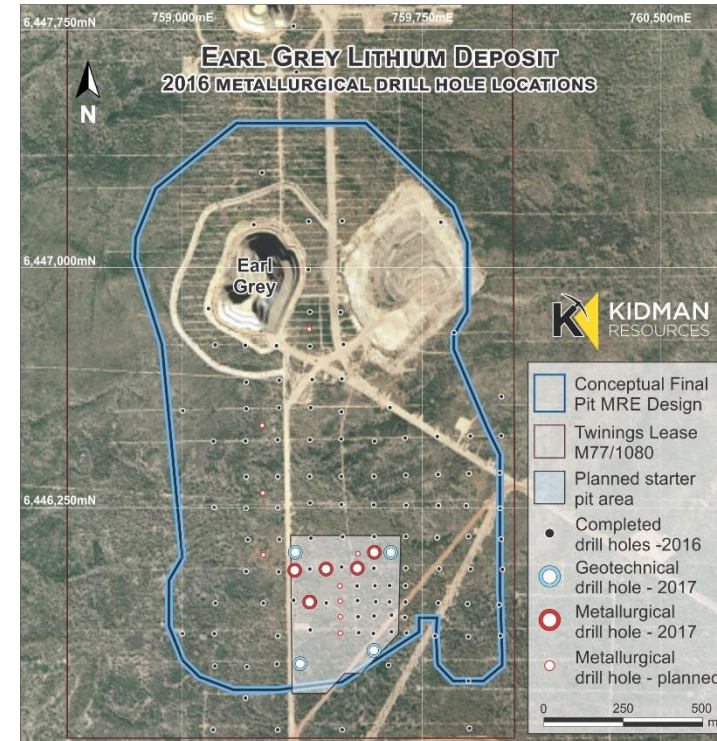 6,447,750mN
759,000mE
759,750mE
760,500mE
EARL GREY LITHIUM DEPOSIT
2016 METALLURGICAL DRILL HOLE LOCATIONS
N
6,447,000mN
Earl
Grey
K
KIDMAN
RESOURCES
Conceptual Final
Pit MRE Design
Twinings Lease
M77/1080
Planned starter
pit area
6,446,250mN
Completed
drill holes -2016
Geotechnical
drill hole - 2017
Metallurgical
drill hole - 2017
Metallurgical
drill hole - planned
0 250 500
m